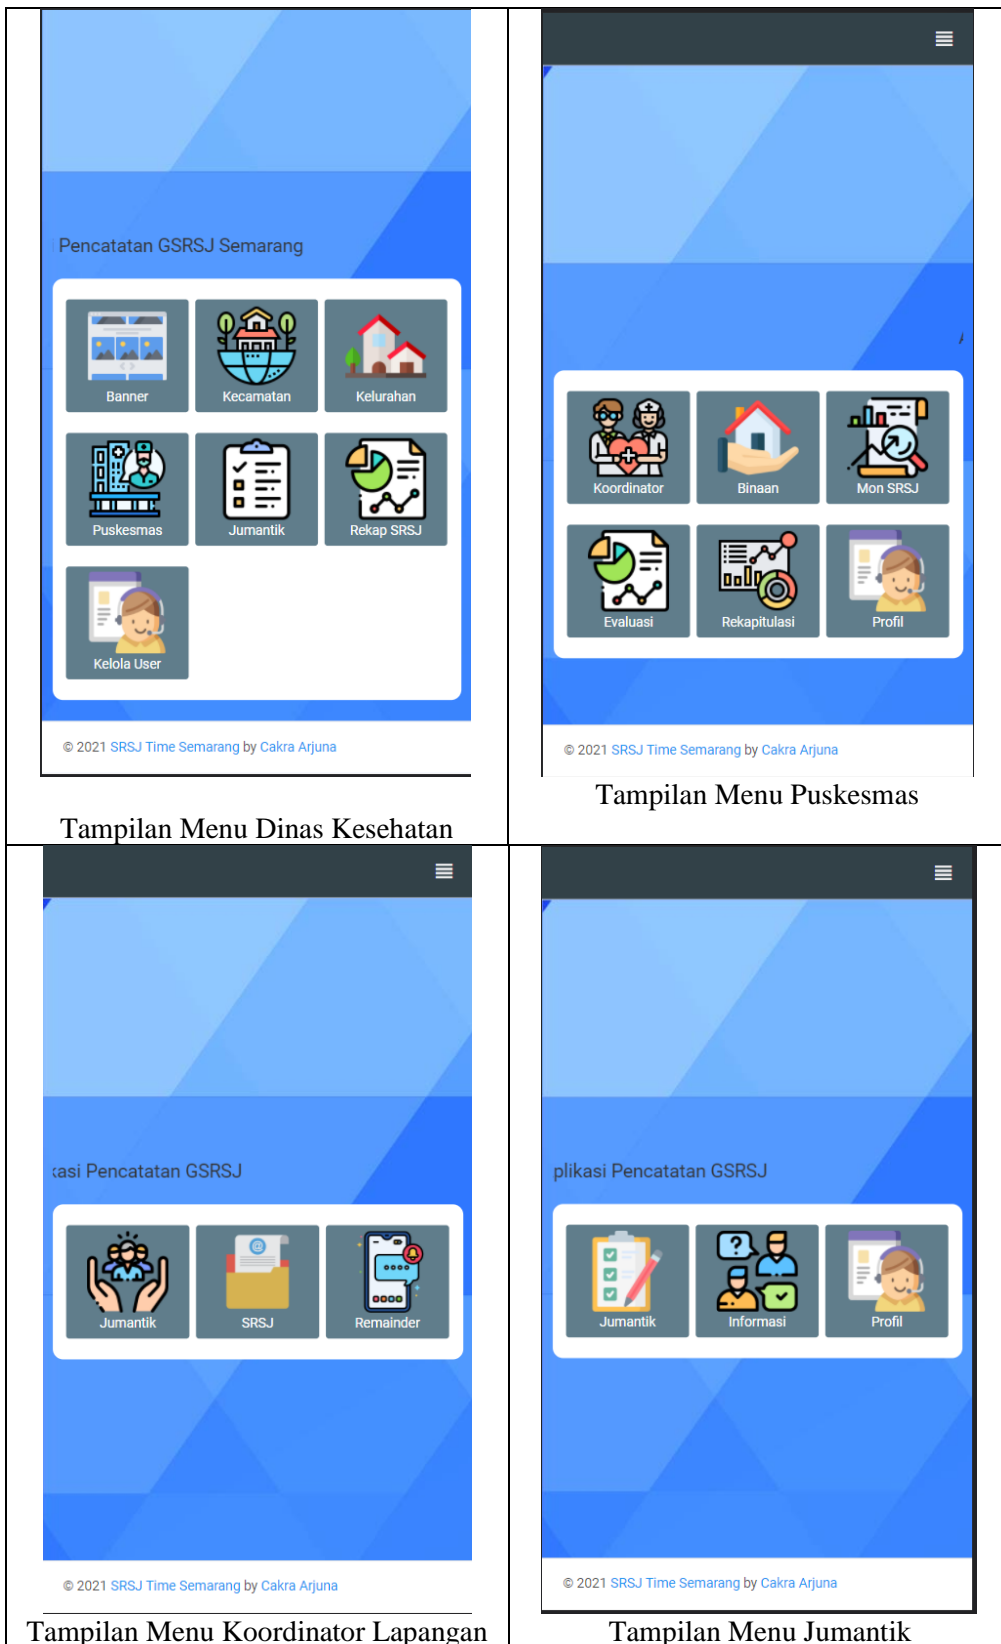 Pencatatan GSRSJ Semarang
Banner
Kecamatan
Kelurahan
Puskesmas
Jumantik
Rekap SRSJ
Kelola User
© 2021 SRSJ Time Semarang by Cakra Arjuna
Tampilan Menu Dinas Kesehatan
Koordinator
Binaan
Mon SRSJ
Evaluasi
Rekapitulasi
Profil
© 2021 SRSJ Time Semarang by Cakra Arjuna
Tampilan Menu Puskesmas
kasi Pencatatan GSRSJ
Jumantik
SRSJ
Remainder
© 2021 SRSJ Time Semarang by Cakra Arjuna
Tampilan Menu Koordinator Lapangan
plikasi Pencatatan GSRSJ
Jumantik
Informasi
Profil
© 2021 SRSJ Time Semarang by Cakra Arjuna
Tampilan Menu Jumantik